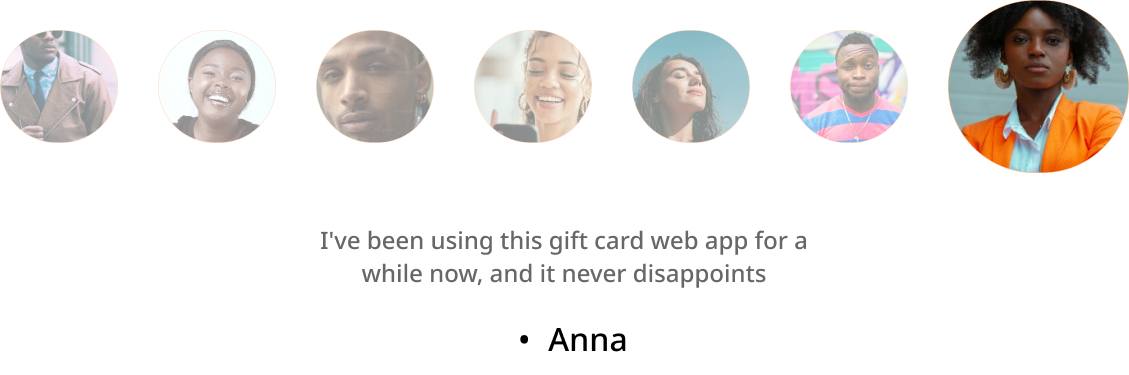 I've been using this gift card web app for a
while now, and it never disappoints
• Anna